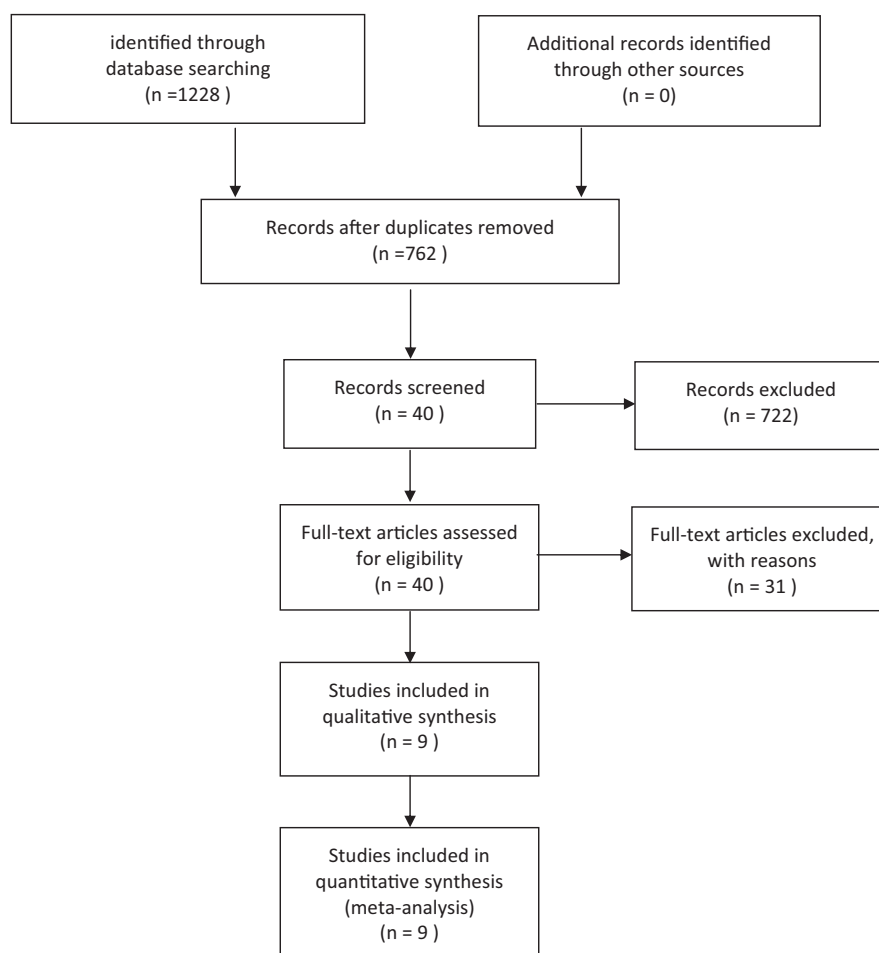 identified through
database searching
(n =1228 )
Additional records identified
through other sources
(n = 0)
Records after duplicates removed
(n =762 )
Records screened
(n = 40 )
Records excluded
(n = 722)
Full-text articles assessed
for eligibility
(n = 40 )
Full-text articles excluded,
with reasons
(n = 31 )
Studies included in
qualitative synthesis
(n = 9 )
Studies included in
quantitative synthesis
(meta-analysis)
(n = 9 )